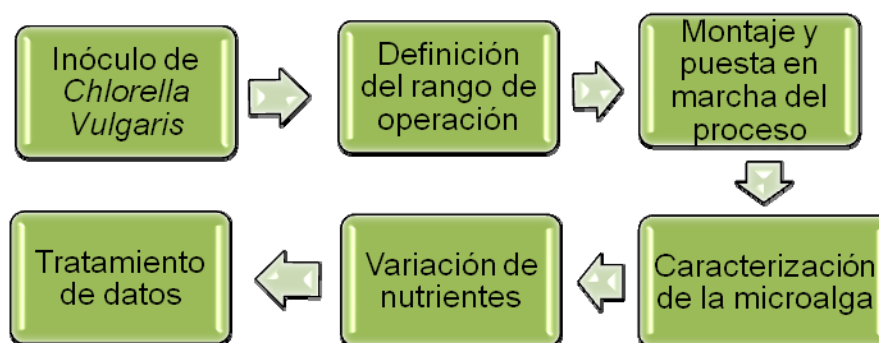 Inóculo de
Chlorella
Vulgaris
Definición
del rango de
operación
Montaje y
puesta en
marcha del
proceso
Caracterización
de la microalga
Variación de
nutrientes
Tratamiento
de datos